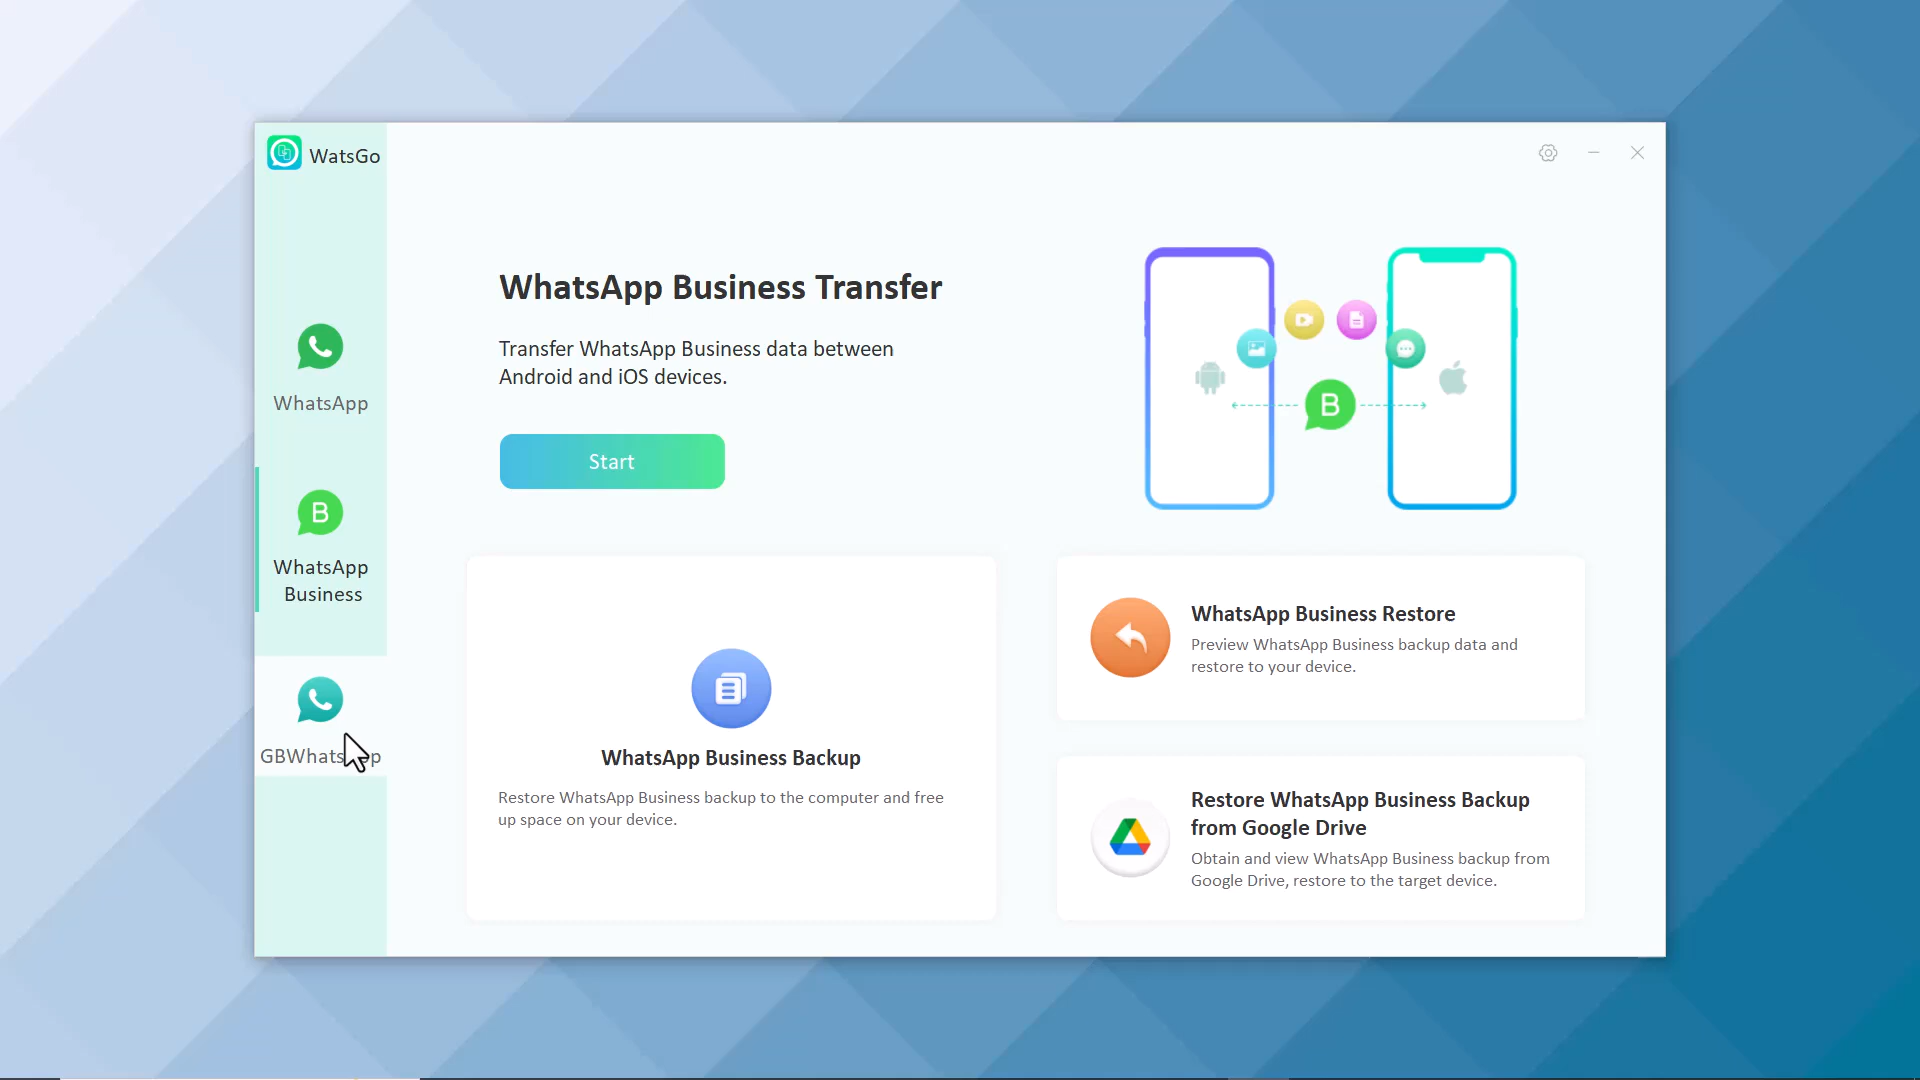 WatsGo
WhatsApp
WhatsApp
Business
WhatsApp Business Transfer
Transfer WhatsApp Business data between
Android and iOS devices.
Start
B
B
WhatsApp Business Backup
Restore WhatsApp Business backup to the computer and free
up space on your device.
WhatsApp Business Restore
Preview WhatsApp Business backup data and
restore to your device.
Restore WhatsApp Business Backup
from Google Drive
Obtain and view WhatsApp Business backup from
Google Drive, restore to the target device.